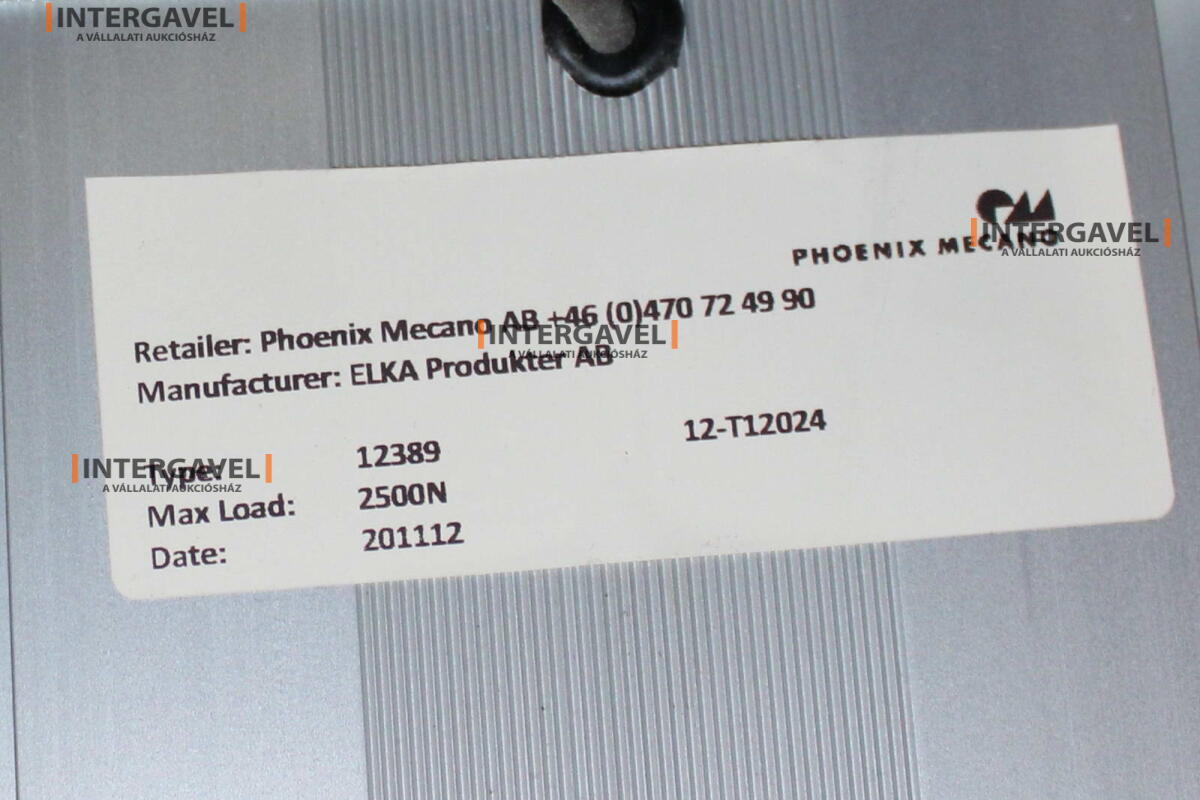 INTERGAVEL
A VÁLLALATI AUKCIÓSHÁZ
PHOENIX MECANO
INTERGAVEL
A VÁLLALATI AUKCIÓSHÁZ
Retailer: Phoenix Mecano AB +46 (0)470 72 49 90
INTERGAVEL
A VÁLLALATI AUKCIÓSHÁZ
Manufacturer: ELKA Produkter AB
12-T12024
Type: 12389
INTERGAVEL
A VÁLLALATI AUKCIÓSHÁZ
Max Load: 2500N
Date: 201112